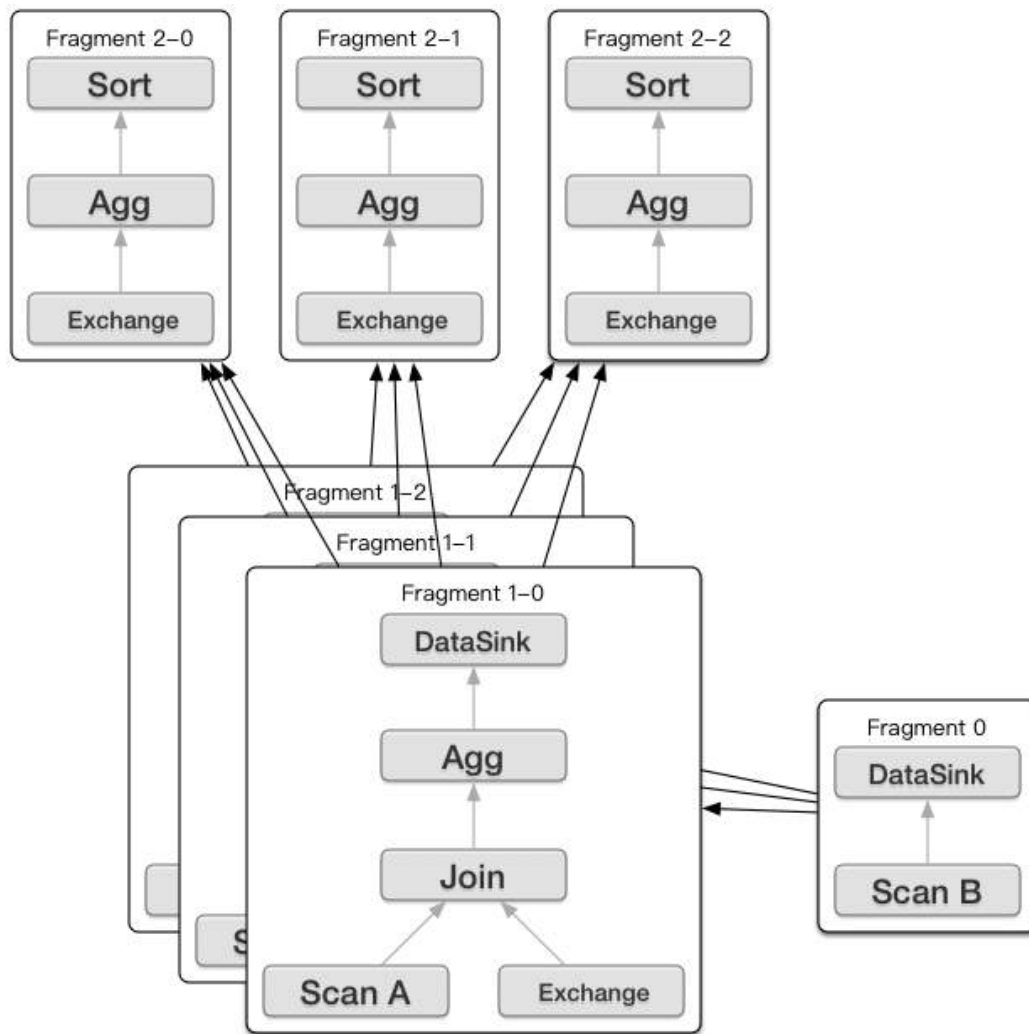 Fragment 2-0
Sort
Agg
Exchange
Fragment 2-1
Sort
Agg
Exchange
Fragment 2-2
Sort
Agg
Exchange
Fragment 1-2
Fragment 1-1
Fragment 1-0
DataSink
Agg
Join
Scan A
Exchange
Fragment 0
DataSink
Scan B